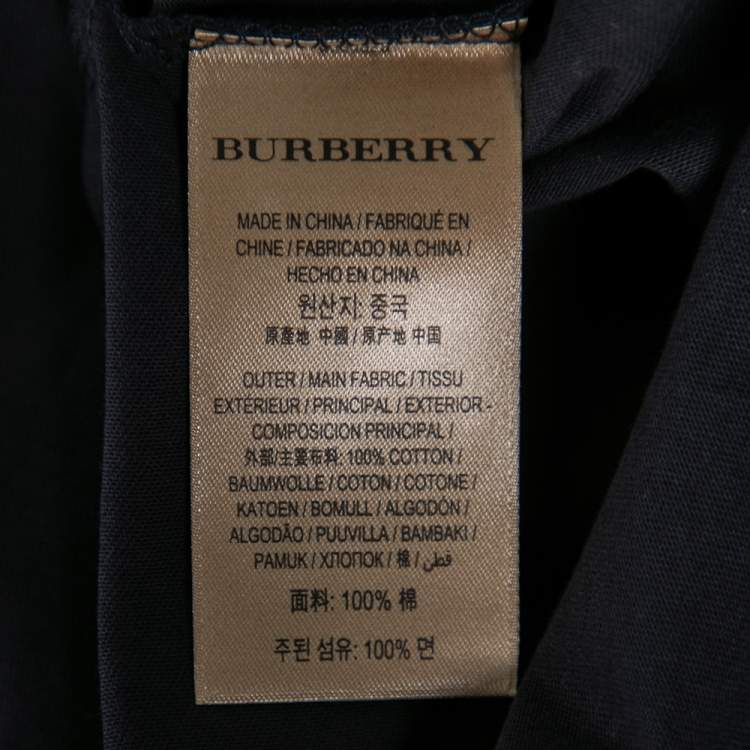 BURBERRY
MADE IN CHINA / FABRIQUÉ EN
CHINE / FABRICADO NA CHINA /
HECHO EN CHINA
원산지: 중국
原產地 中國 / 原产地 中国
OUTER / MAIN FABRIC / TISSU
EXTÉRIEUR / PRINCIPAL / EXTERIOR -
COMPOSICION PRINCIPAL /
外部/主要布料: 100% COTTON /
BAUMWOLLE / COTON / COTONE /
KATOEN / BOMULL / ALGODÓN /
ALGODÃO / PUUVILLA / BAMBAKI /
PAMUK / ХЛОПОК / 棉 / قطن
面料: 100% 棉
주된 섬유: 100% 면